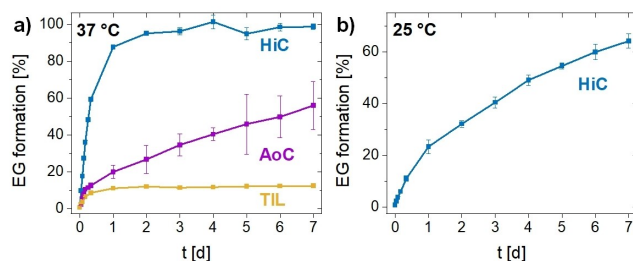 a) 37 °C
EG formation [%]
100
80
60
40
20
0
HiC
AoC
TIL
0 1 2 3 4 5 6 7
t [d]
b) 25 °C
EG formation [%]
60
40
20
0
HiC
0 1 2 3 4 5 6 7
t [d]